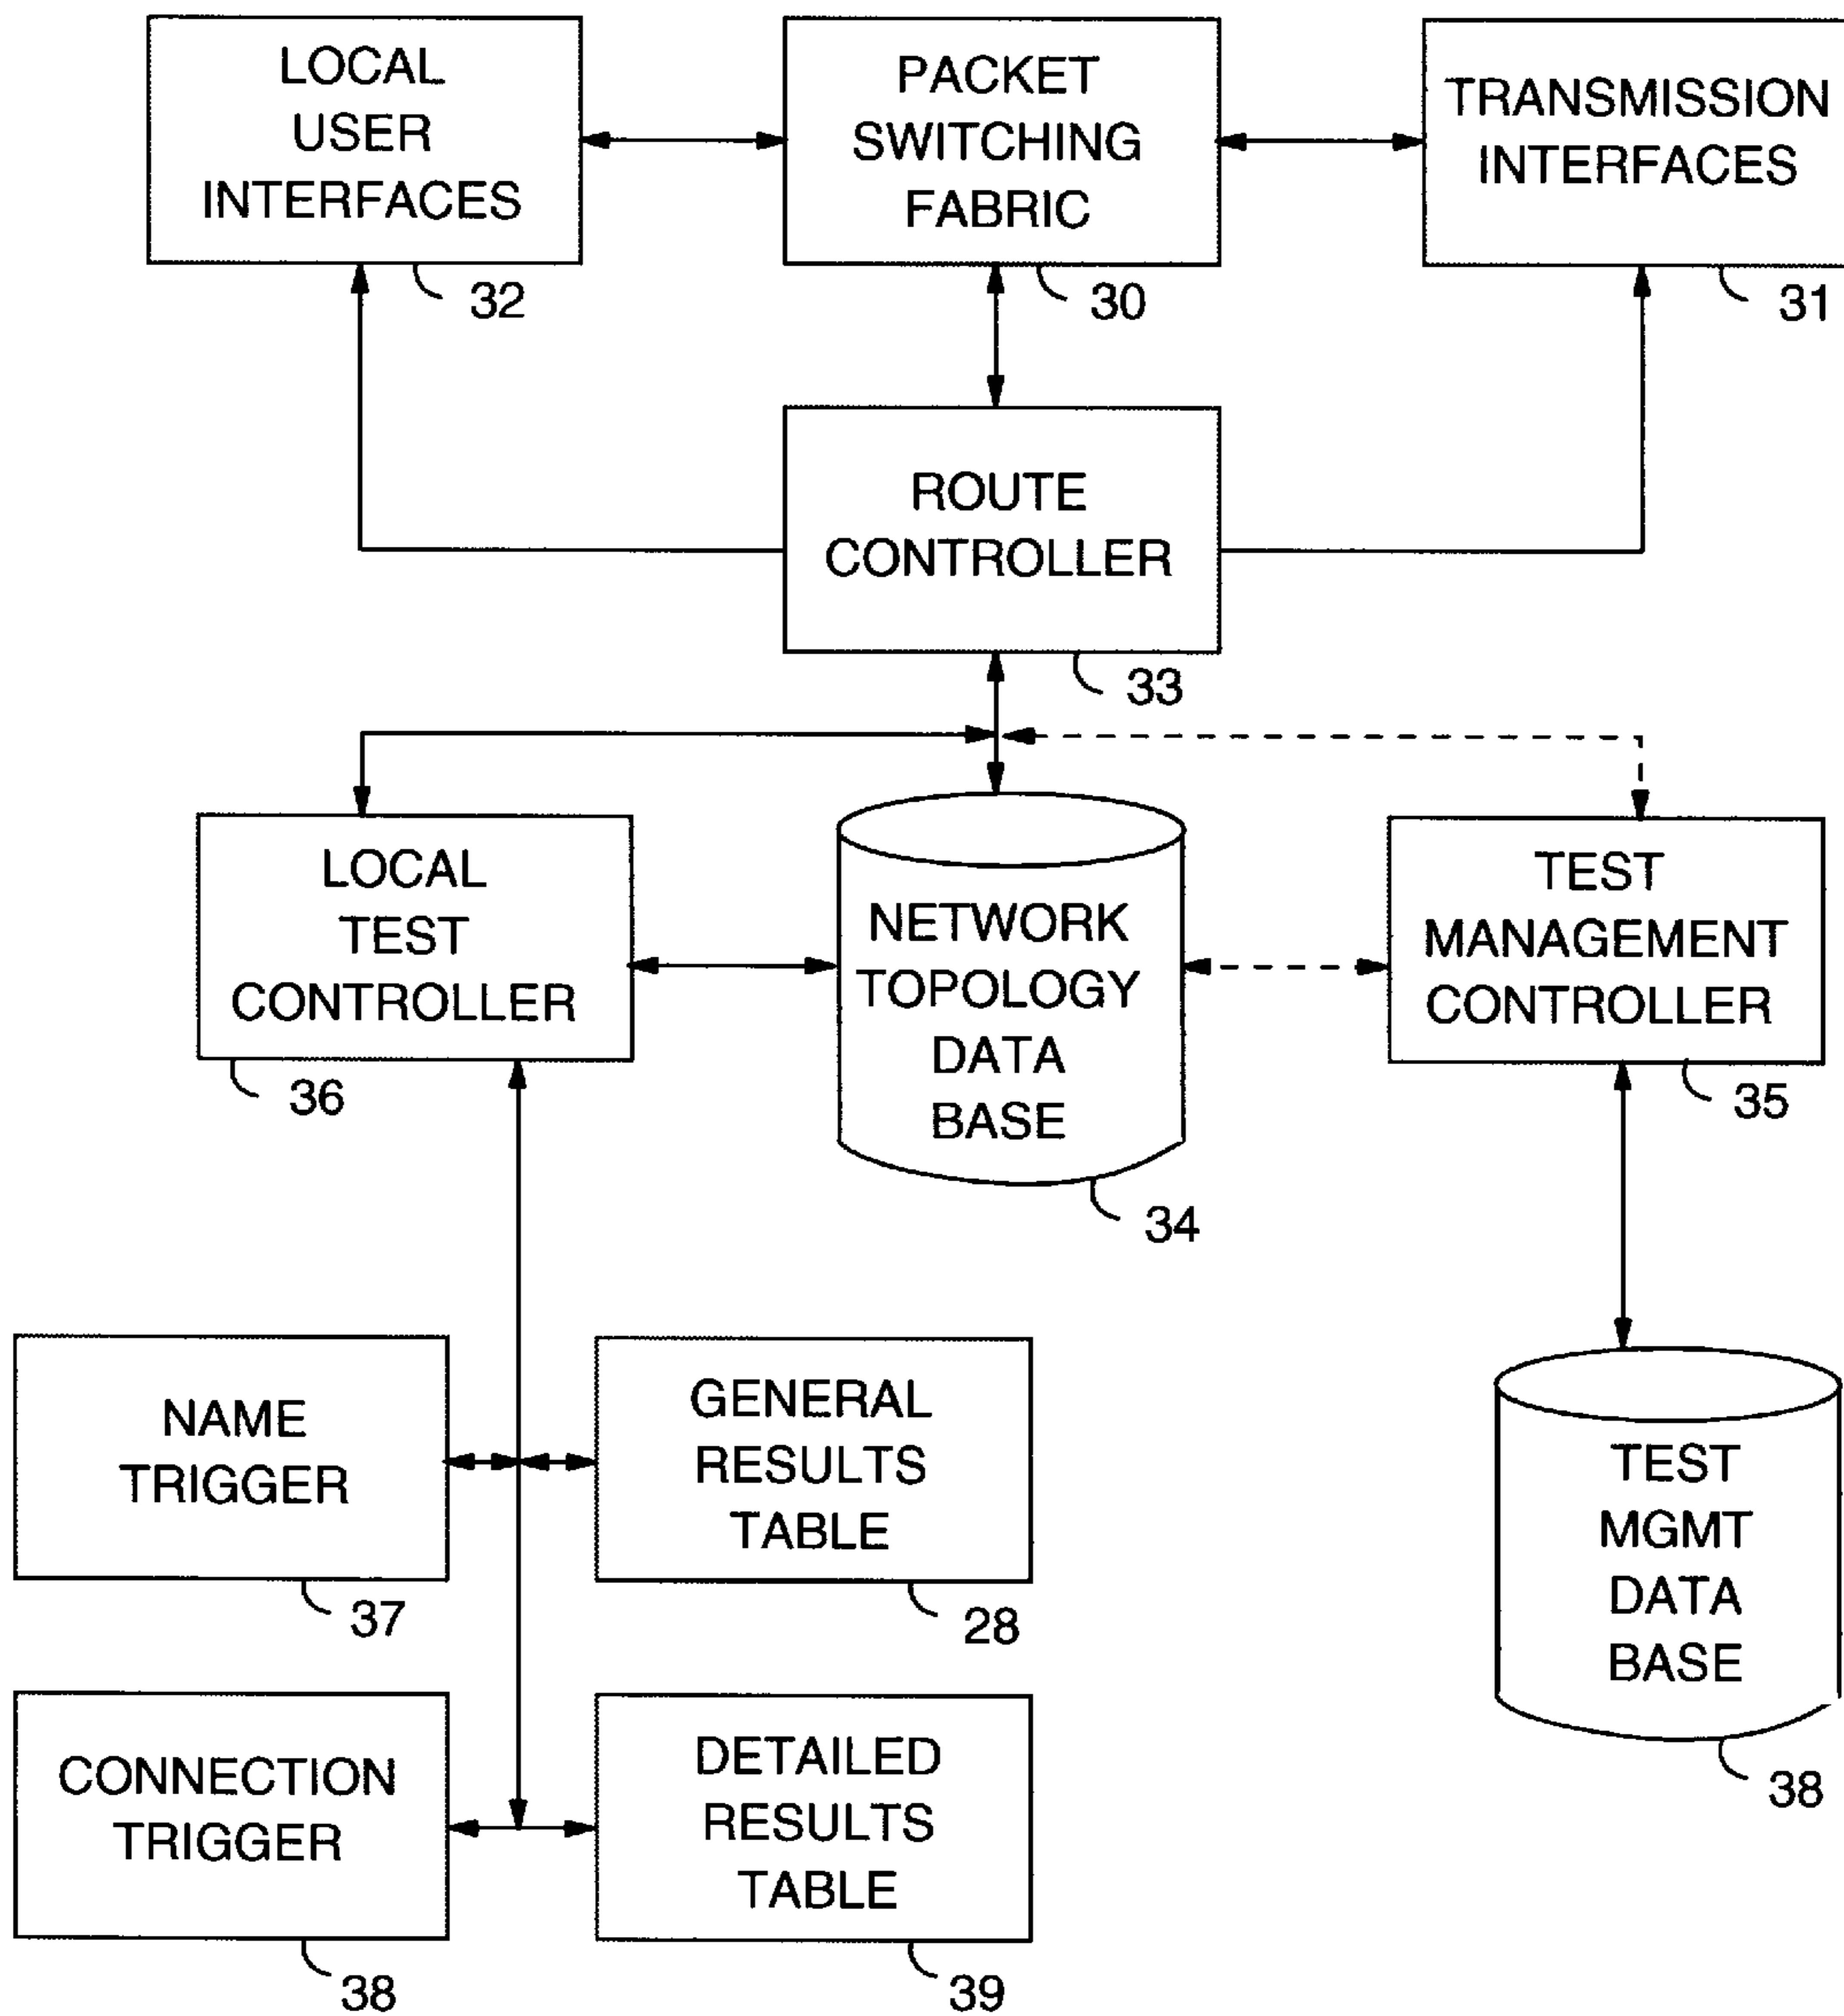 LOCAL
USER
INTERFACES
32
PACKET
SWITCHING
FABRIC
30
TRANSMISSION
INTERFACES
31
ROUTE
CONTROLLER
33
LOCAL
TEST
CONTROLLER
36
NETWORK
TOPOLOGY
DATA
BASE
34
TEST
MANAGEMENT
CONTROLLER
35
NAME
TRIGGER
37
GENERAL
RESULTS
TABLE
28
TEST
MGMT
DATA
BASE
38
CONNECTION
TRIGGER
38
DETAILED
RESULTS
TABLE
39